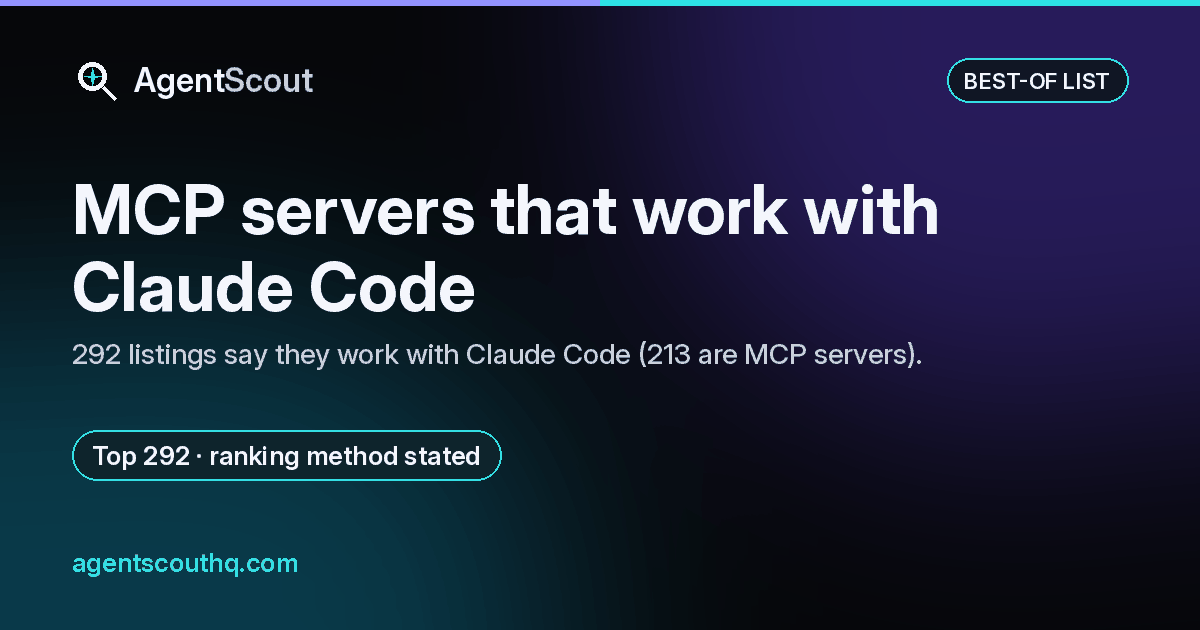 AgentScout
BEST-OF LIST
MCP servers that work with
Claude Code
292 listings say they work with Claude Code (213 are MCP servers).
Top 292 · ranking method stated
agentscouthq.com